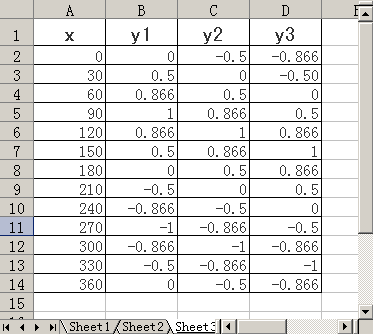 A B C D
1 x y1 y2 y3
2 0 0 -0.5 -0.866
3 30 0.5 0 -0.50
4 60 0.866 0.5 0
5 90 1 0.866 0.5
6 120 0.866 1 0.866
7 150 0.5 0.866 1
8 180 0 0.5 0.866
9 210 -0.5 0 0.5
10 240 -0.866 -0.5 0
11 270 -1 -0.866 -0.5
12 300 -0.866 -1 -0.866
13 330 -0.5 -0.866 -1
14 360 0 -0.5 -0.866
15
Sheet1 Sheet2 Sheet3